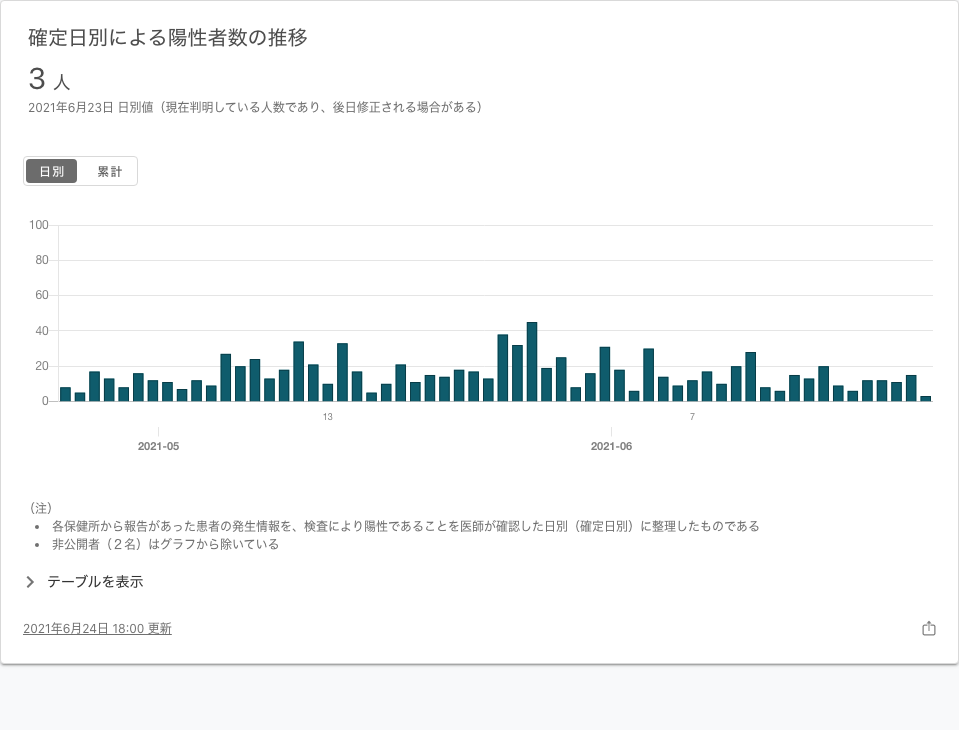 確定日別による陽性者数の推移
3 人
2021年6月23日 日別値（現在判明している人数であり、後日修正される場合がある）
日別 累計
100
80
60
40
20
0
13 7
2021-05 2021-06
（注）
• 各保健所から報告があった患者の発生情報を、検査により陽性であることを医師が確認した日別（確定日別）に整理したものである
• 非公開者（２名）はグラフから除いている
テーブルを表示
2021年6月24日 18:00 更新